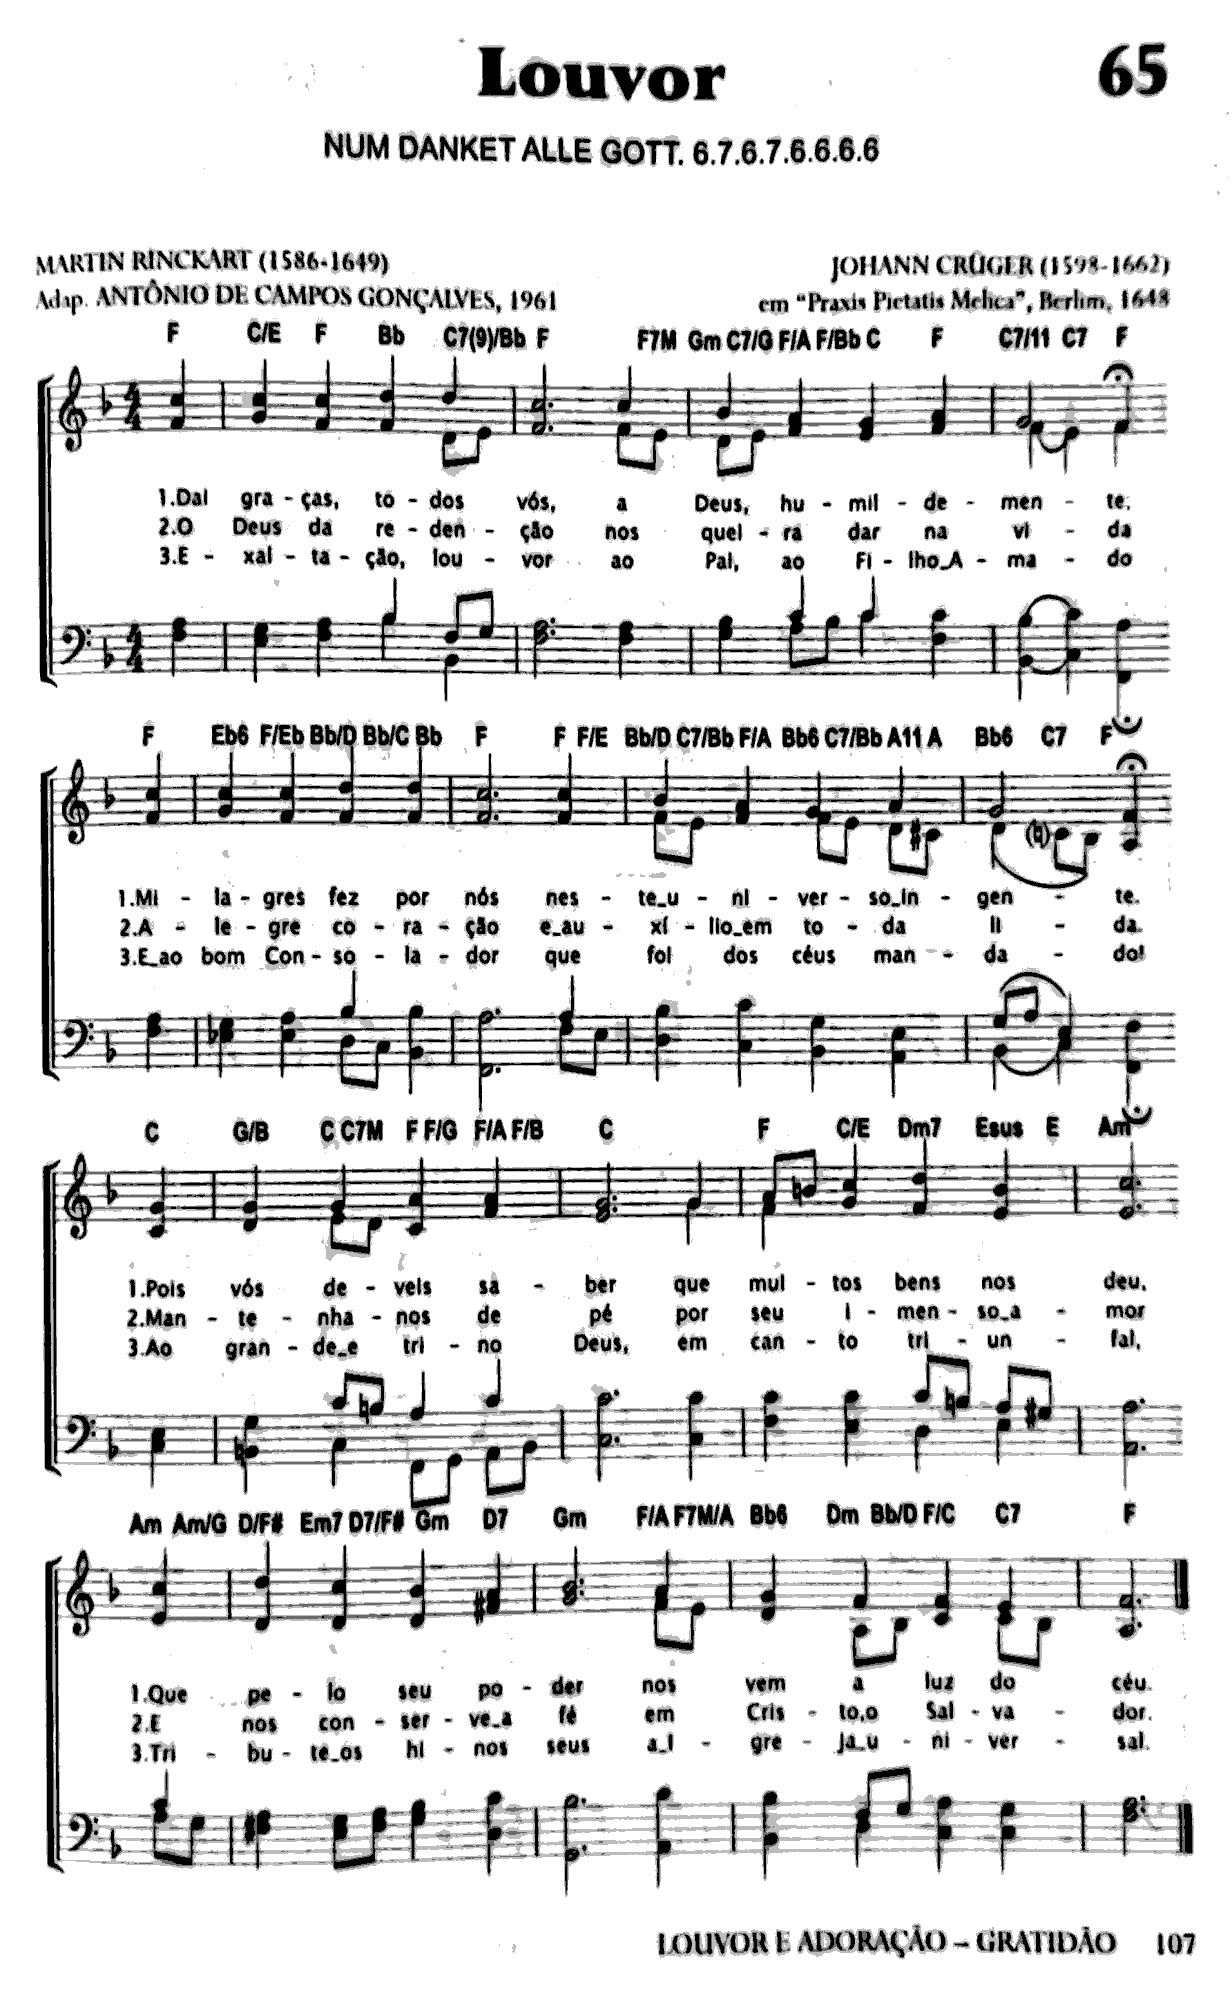 Louvor 65
NUM DANKET ALLE GOTT. 6.7.6.7.6.6.6.6
MARTIN RINCKART (1586-1649)
Adap. ANTÔNIO DE CAMPOS GONÇALVES, 1961
JOHANN CRÜGER (1598-1662)
em “Praxis Pietatis Melica”, Berlim, 1648
F C/E F Bb C7(9)/Bb F F7M Gm C7/G F/A F/Bb C F C7/11 C7 F
4 4
1.Dai gra - ças, to - dos vós, a Deus, hu - mil - de - men - te,
2.O Deus da re - den - ção nos quei - ra dar na vi - da
3.E - xal - ta - ção, lou - vor ao Pai, ao Fi - lho_A - ma - do
4 4
F Eb6 F/Eb Bb/D Bb/C Bb F F F/E Bb/D C7/Bb F/A Bb6 C7/Bb A11 A Bb6 C7 F
1.Mi - la - gres fez por nós nes - te_u - ni - ver - so_in - gen - te.
2.A - le - gre co - ra - ção e_au - xí - lio_em to - da li - da.
3.E_ao bom Con - so - la - dor que foi dos céus man - da - do!
C G/B C C7M F F/G F/A F/B C F C/E Dm7 Esus E Am
1.Pois vós de - veis sa - ber que mui - tos bens nos deu,
2.Man - te - nha - nos de pé por seu i - men - so_a - mor
3.Ao gran - de_e tri - no Deus, em can - to tri - un - fal,
Am Am/G D/F# Em7 D7/F# Gm D7 Gm F/A F7M/A Bb6 Dm Bb/D F/C C7 F
1.Que pe - lo seu po - der nos vem a luz do céu.
2.E nos con - ser - ve_a fé em Cris - to,o Sal - va - dor.
3.Tri - bu - te_os hi - nos seus a_I - gre - ja_u - ni - ver - sal.
LOUVOR E ADORAÇÃO – GRATIDÃO 107